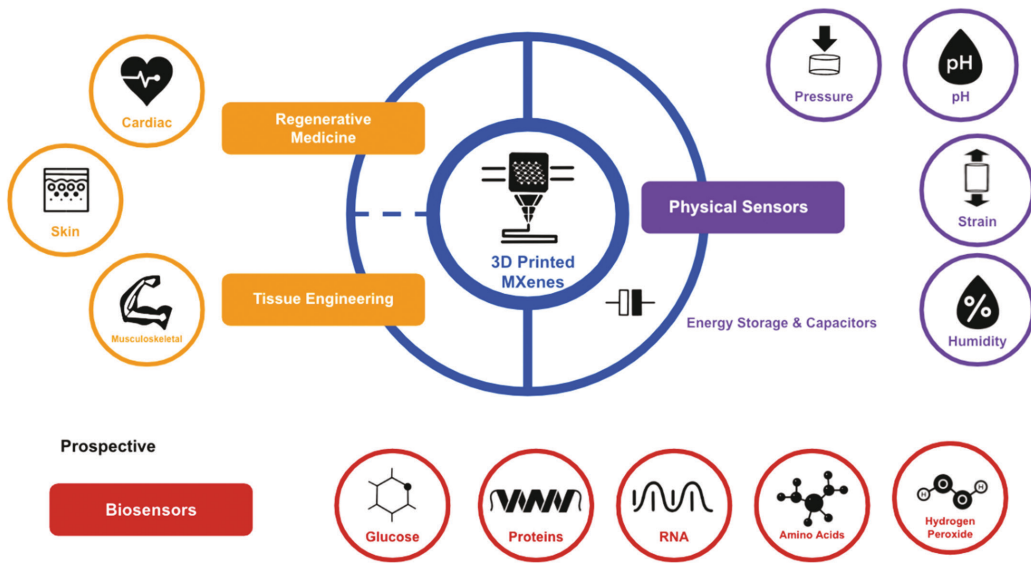 Cardiac
Regenerative
Medicine
Skin
Tissue Engineering
Musculoskeletal
3D Printed
MXenes
Pressure
pH
pH
Physical Sensors
Strain
Energy Storage & Capacitors
%
Humidity
Prospective
Biosensors
Glucose
Proteins
RNA
Amino Acids
H
O
O
H
Hydrogen
Peroxide